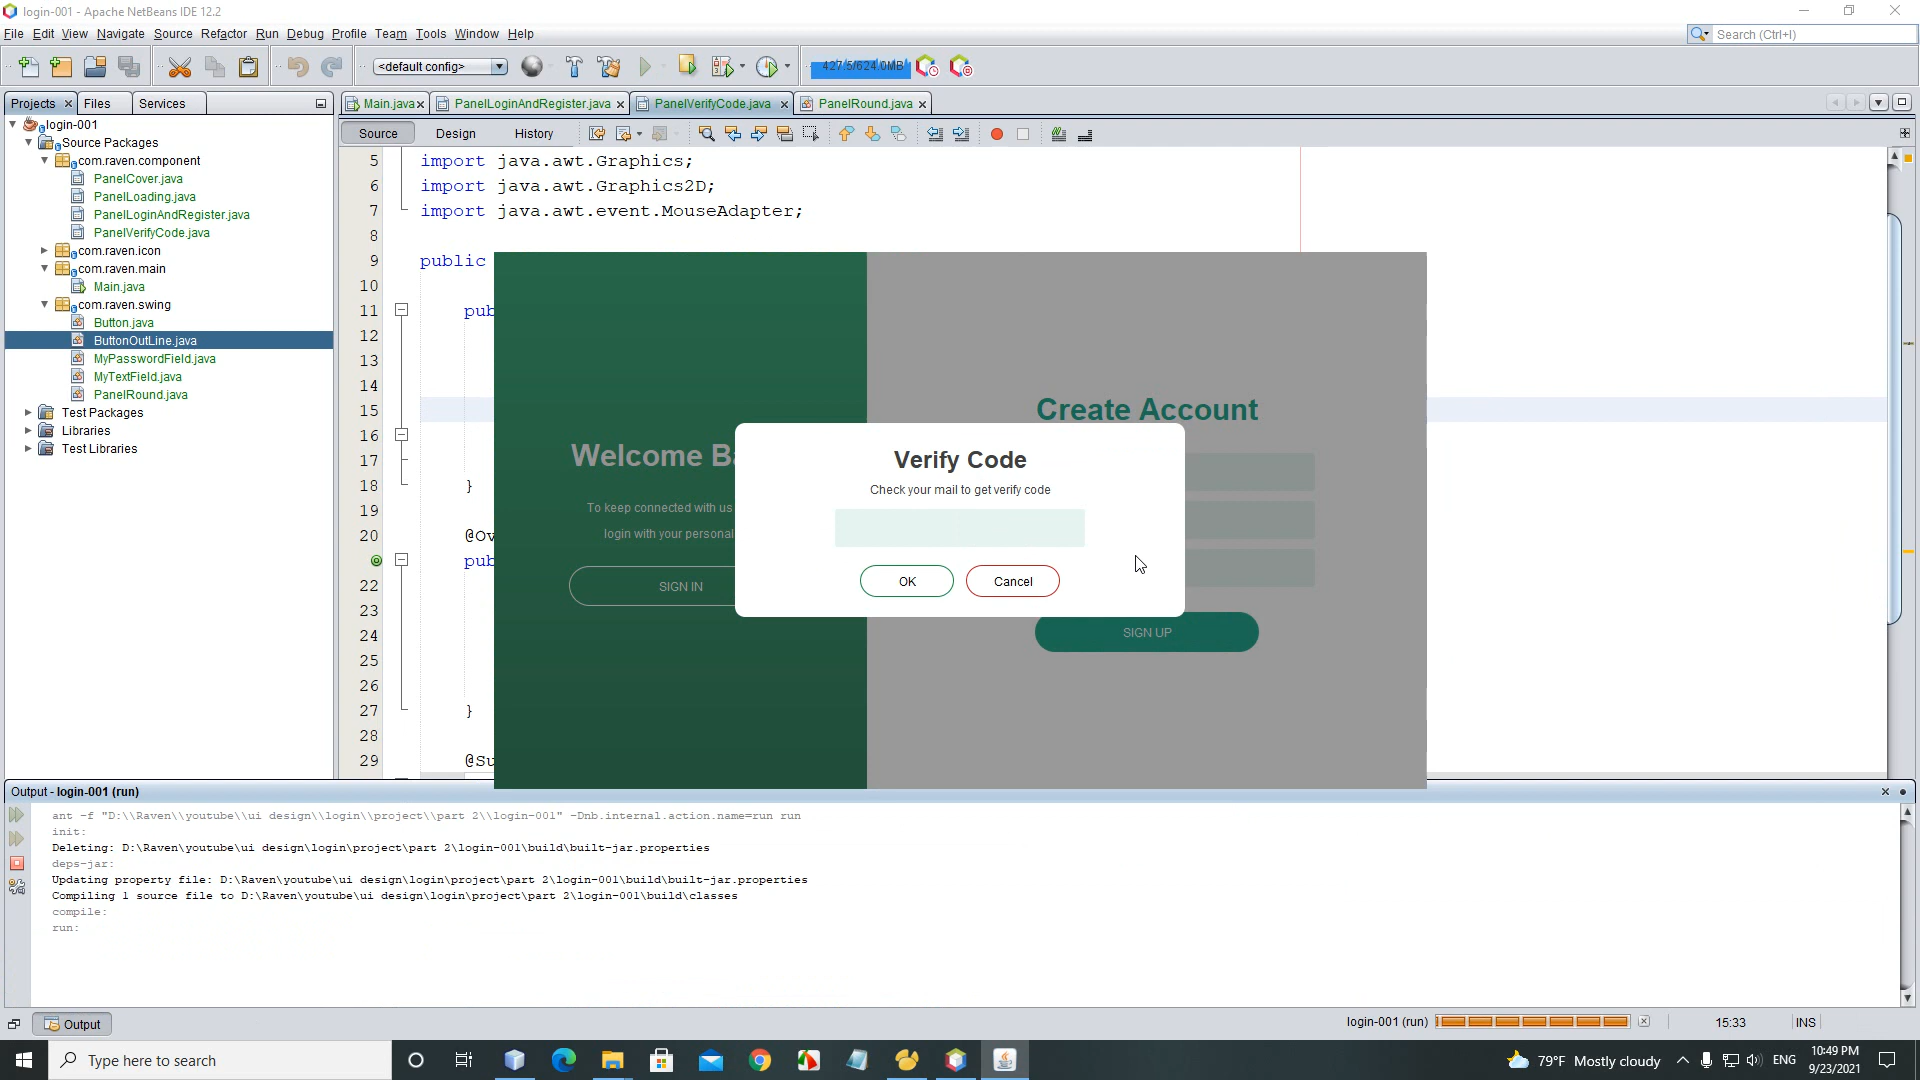 login-001 - Apache NetBeans IDE 12.2
File Edit View Navigate Source Refactor Run Debug Profile Team Tools Window Help
Search (Ctrl+I)
<default config>
427.5/624.0MB
Projects Files Services
Main.java PanelLoginAndRegister.java PanelVerifyCode.java PanelRound.java
Source Design History
login-001
Source Packages
com.raven.component
PanelCover.java
PanelLoading.java
PanelLoginAndRegister.java
PanelVerifyCode.java
com.raven.icon
com.raven.main
Main.java
com.raven.swing
Button.java
ButtonOutLine.java
MyPasswordField.java
MyTextField.java
PanelRound.java
Test Packages
Libraries
Test Libraries
5 import java.awt.Graphics;
6 import java.awt.Graphics2D;
7 import java.awt.event.MouseAdapter;
8
9 public
10
11 pub
12
13
14
15
16
17
18 }
19
20 @Ov
pub
22
23
24
25
26
27 }
28
29 @Su
Welcome Ba
To keep connected with us
login with your personal
SIGN IN
Create Account
SIGN UP
Verify Code
Check your mail to get verify code
OK Cancel
Output - login-001 (run)
ant -f "D:\\Raven\\youtube\\ui design\\login\\project\\part 2\\login-001" -Dnb.internal.action.name=run run
init:
Deleting: D:\Raven\youtube\ui design\login\project\part 2\login-001\build\built-jar.properties
deps-jar:
Updating property file: D:\Raven\youtube\ui design\login\project\part 2\login-001\build\built-jar.properties
Compiling 1 source file to D:\Raven\youtube\ui design\login\project\part 2\login-001\build\classes
compile:
run:
Output
login-001 (run)
15:33 INS
Type here to search
79°F Mostly cloudy
ENG
10:49 PM
9/23/2021